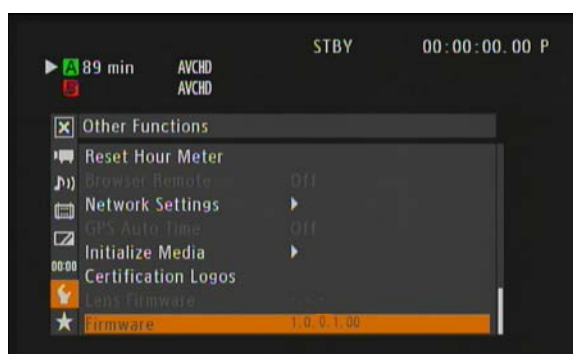 STBY 00:00:00.00 P
A 89 min AVCHD
B AVCHD
Other Functions
Reset Hour Meter
Browser Remote Off
Network Settings
GPS Auto Time Off
Initialize Media
00:00
Certification Logos
Lens Firmware -.-.-
Firmware 1.0.0.1.00